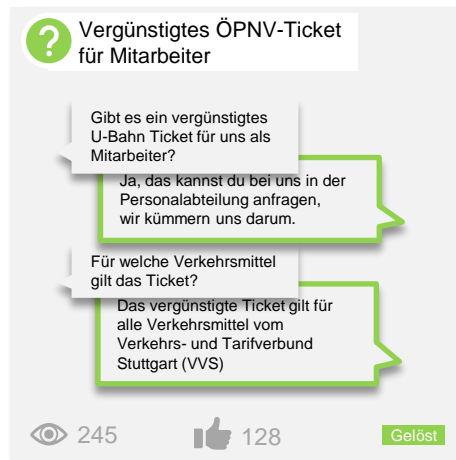 ?
Vergünstigtes ÖPNV-Ticket
für Mitarbeiter
Gibt es ein vergünstigtes
U-Bahn Ticket für uns als
Mitarbeiter?
Ja, das kannst du bei uns in der
Personalabteilung anfragen,
wir kümmern uns darum.
Für welche Verkehrsmittel
gilt das Ticket?
Das vergünstigte Ticket gilt für
alle Verkehrsmittel vom
Verkehrs- und Tarifverbund
Stuttgart (VVS)
245
128
Gelöst